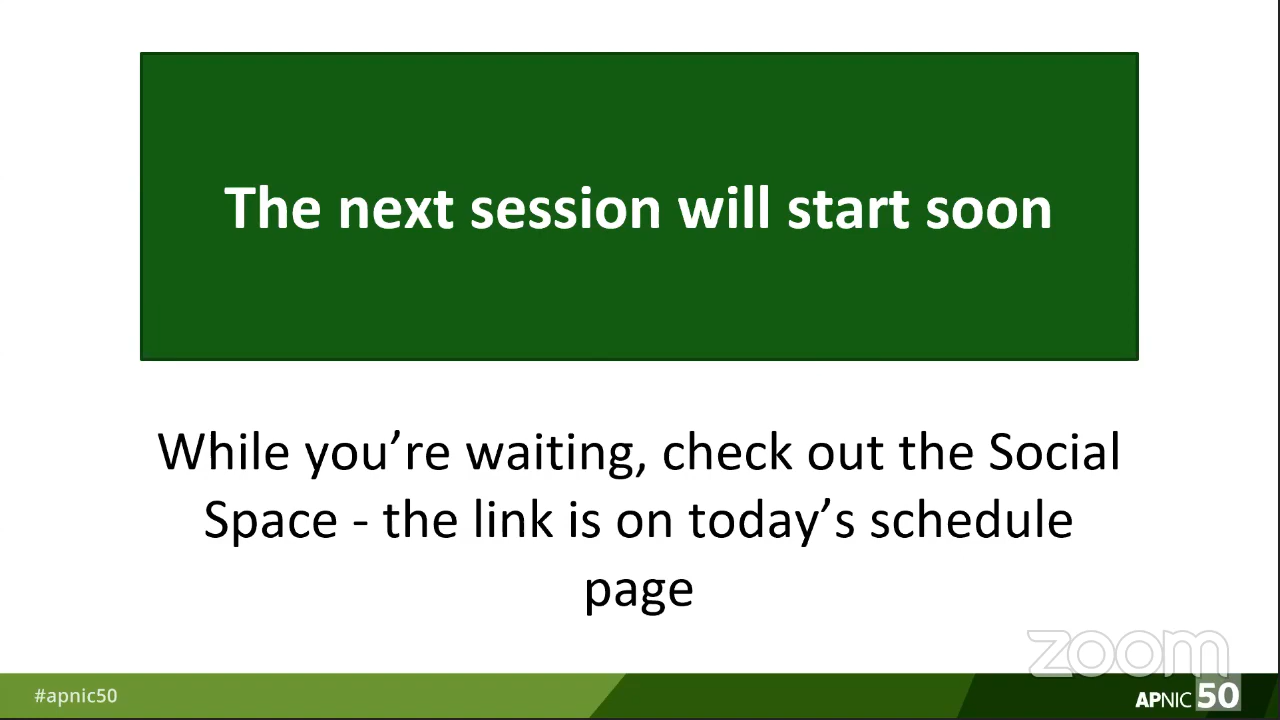 The next session will start soon
While you’re waiting, check out the Social
Space - the link is on today’s schedule
page
zoom
#apnic50
APNIC 50